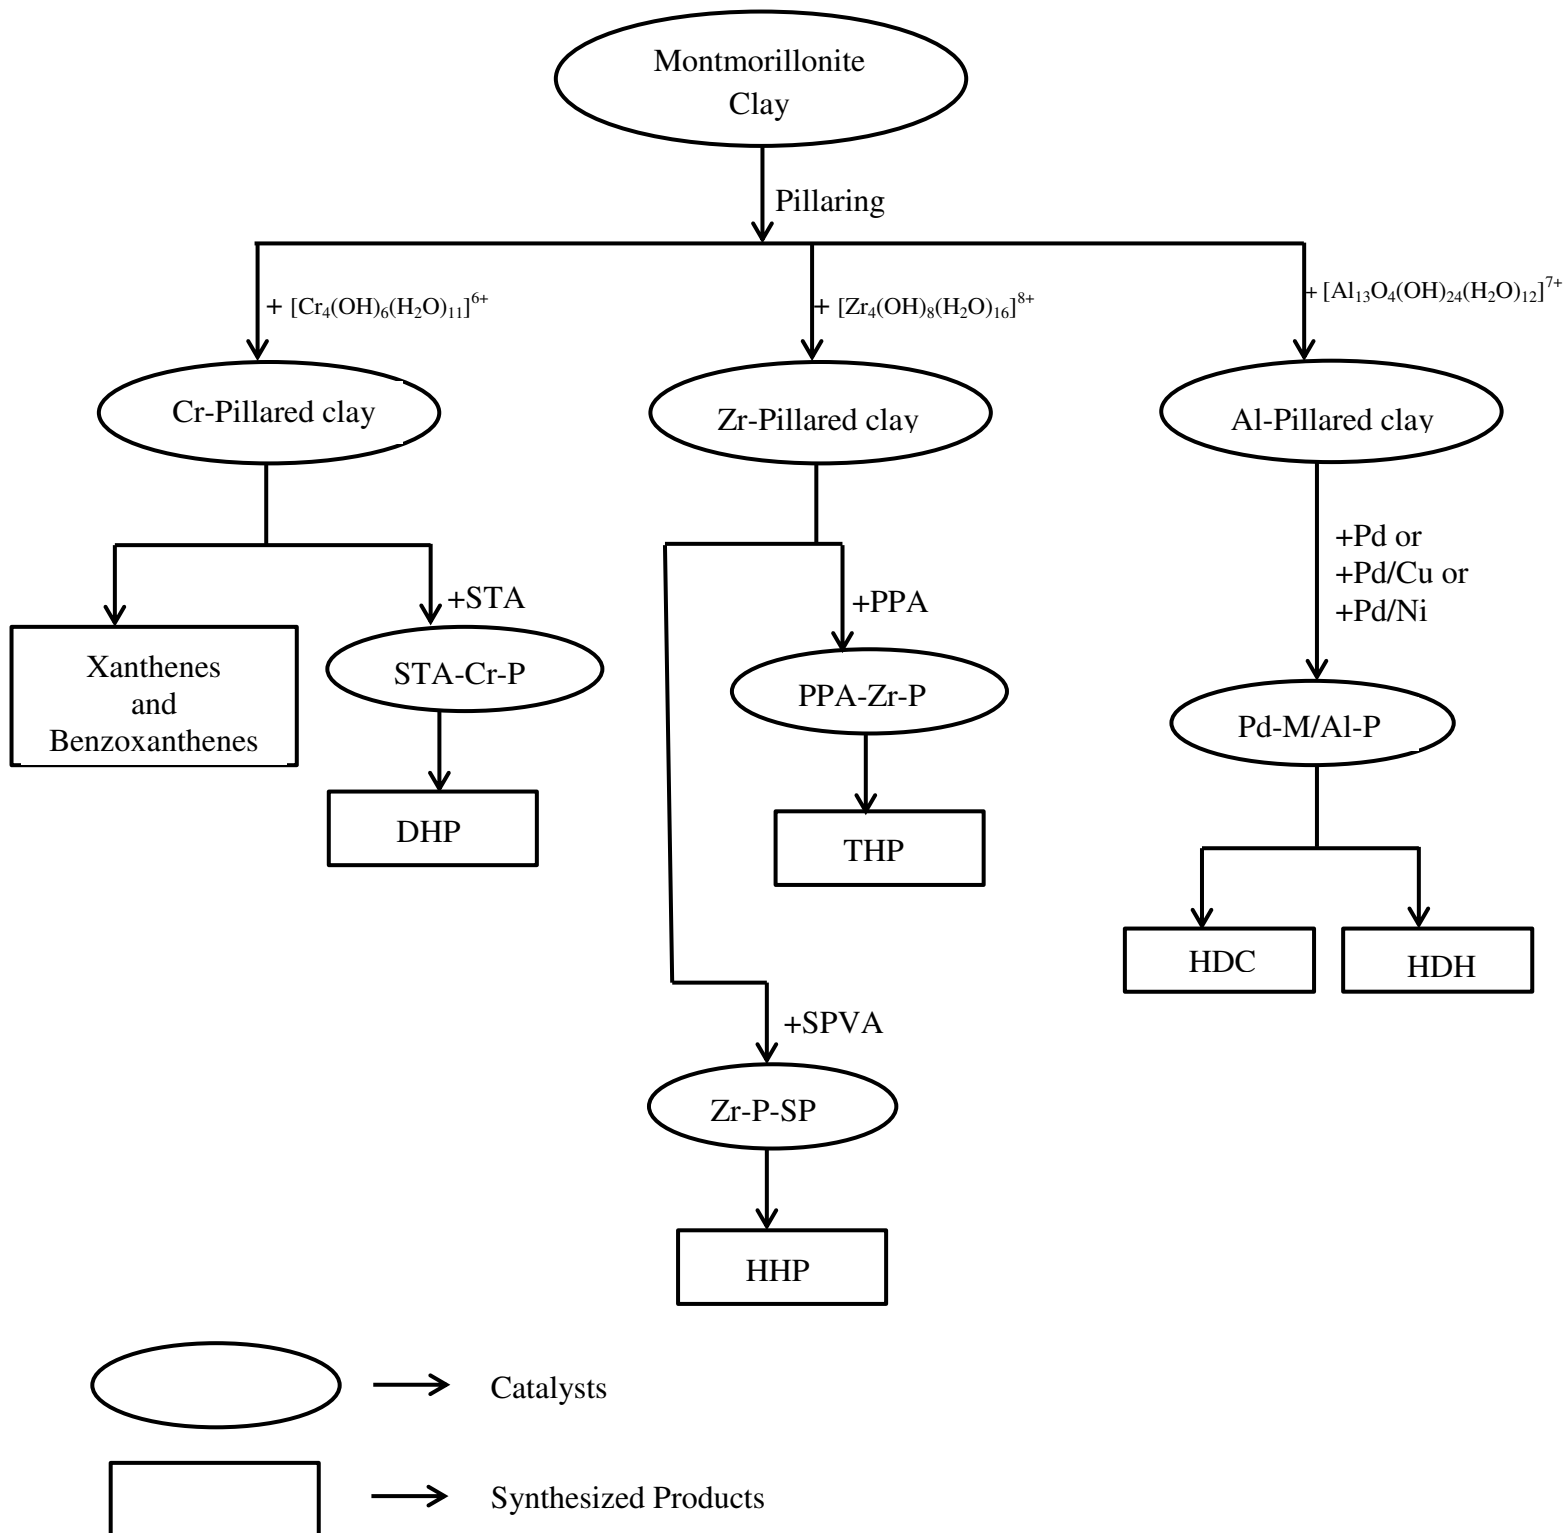 Montmorillonite
Clay
Pillaring
+ [Cr₄(OH)₆(H₂O)₁₁]⁶⁺
+ [Zr₄(OH)₈(H₂O)₁₆]⁸⁺
+ [Al₁₃O₄(OH)₂₄(H₂O)₁₂]⁷⁺
Cr-Pillared clay
Zr-Pillared clay
Al-Pillared clay
+Pd or
+Pd/Cu or
+Pd/Ni
+STA
+PPA
Xanthenes
and
Benzoxanthenes
STA-Cr-P
PPA-Zr-P
Pd-M/Al-P
DHP
THP
HDC
HDH
+SPVA
Zr-P-SP
HHP
Catalysts
Synthesized Products